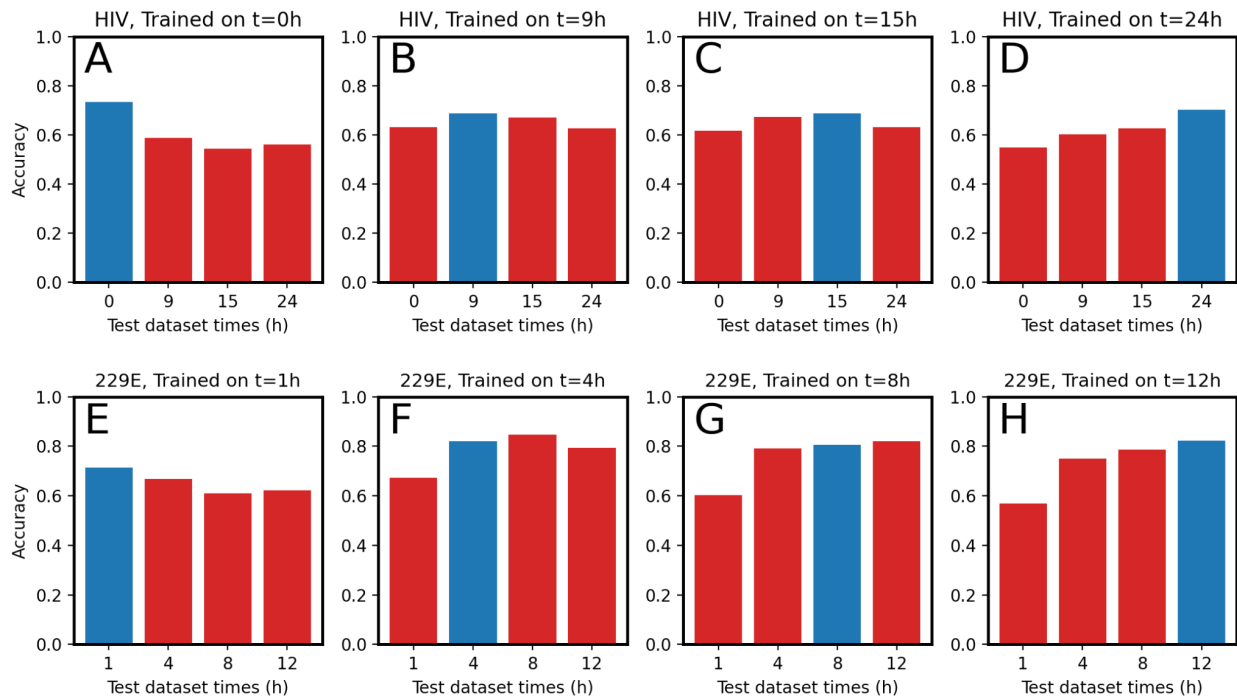 HIV, Trained on t=0h
HIV, Trained on t=9h
HIV, Trained on t=15h
HIV, Trained on t=24h
A
B
C
D
Accuracy
1.0
0.8
0.6
0.4
0.2
0.0
0 9 15 24
Test dataset times (h)
1.0
0.8
0.6
0.4
0.2
0.0
0 9 15 24
Test dataset times (h)
1.0
0.8
0.6
0.4
0.2
0.0
0 9 15 24
Test dataset times (h)
1.0
0.8
0.6
0.4
0.2
0.0
0 9 15 24
Test dataset times (h)
229E, Trained on t=1h
229E, Trained on t=4h
229E, Trained on t=8h
229E, Trained on t=12h
E
F
G
H
Accuracy
1.0
0.8
0.6
0.4
0.2
0.0
1 4 8 12
Test dataset times (h)
1.0
0.8
0.6
0.4
0.2
0.0
1 4 8 12
Test dataset times (h)
1.0
0.8
0.6
0.4
0.2
0.0
1 4 8 12
Test dataset times (h)
1.0
0.8
0.6
0.4
0.2
0.0
1 4 8 12
Test dataset times (h)